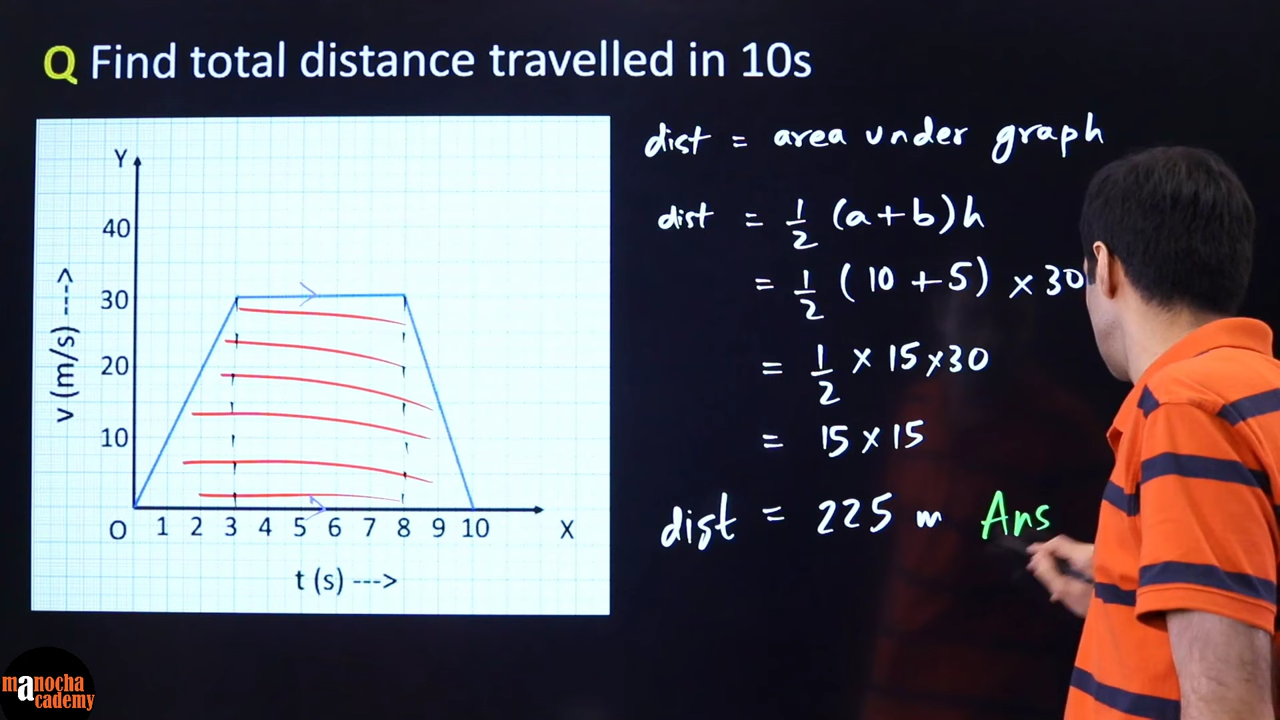 Q Find total distance travelled in 10s
Y
40
30
20
10
v (m/s) --->
O 1 2 3 4 5 6 7 8 9 10 X
t (s) --->
dist = area under graph
dist = 1/2 (a+b)h
= 1/2 (10 + 5) × 30
= 1/2 × 15 × 30
= 15 × 15
dist = 225 m Ans
manocha
academy